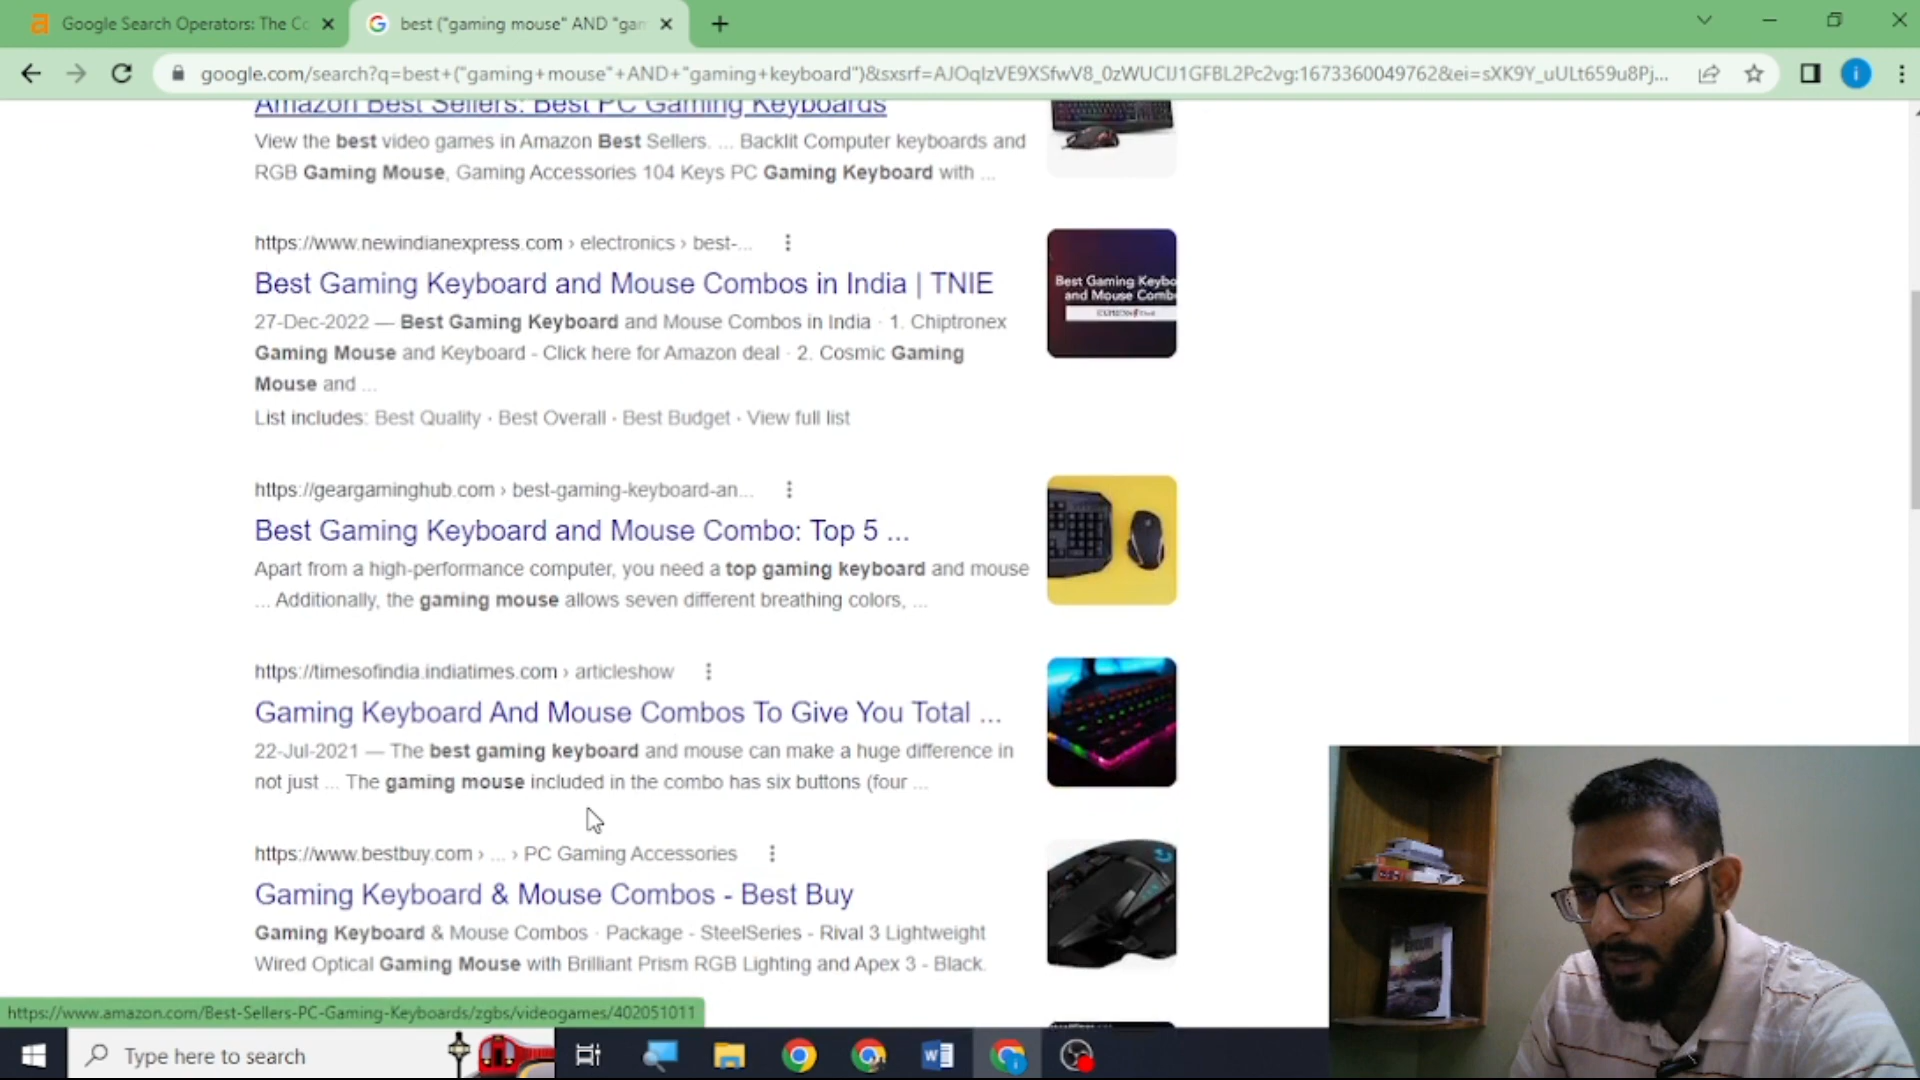 Google Search Operators: The Co
best ("gaming mouse" AND "gam
google.com/search?q=best+("gaming+mouse"+AND+"gaming+keyboard")&sxsrf=AJOqlzVE9XSfwV8_0zWUCIJ1GFBL2Pc2vg:1673360049762&ei=sXK9Y_uULt659u8Pj...
Amazon Best Sellers: Best PC Gaming Keyboards
View the best video games in Amazon Best Sellers. ... Backlit Computer keyboards and
RGB Gaming Mouse, Gaming Accessories 104 Keys PC Gaming Keyboard with ...
https://www.newindianexpress.com › electronics › best-...
Best Gaming Keyboard and Mouse Combos in India | TNIE
27-Dec-2022 — Best Gaming Keyboard and Mouse Combos in India · 1. Chiptronex
Gaming Mouse and Keyboard - Click here for Amazon deal · 2. Cosmic Gaming
Mouse and ...
List includes: Best Quality · Best Overall · Best Budget · View full list
Best Gaming Keybo
and Mouse Comb
https://geargaminghub.com › best-gaming-keyboard-an...
Best Gaming Keyboard and Mouse Combo: Top 5 ...
Apart from a high-performance computer, you need a top gaming keyboard and mouse
... Additionally, the gaming mouse allows seven different breathing colors, ...
https://timesofindia.indiatimes.com › articleshow
Gaming Keyboard And Mouse Combos To Give You Total ...
22-Jul-2021 — The best gaming keyboard and mouse can make a huge difference in
not just ... The gaming mouse included in the combo has six buttons (four ...
https://www.bestbuy.com › ... › PC Gaming Accessories
Gaming Keyboard & Mouse Combos - Best Buy
Gaming Keyboard & Mouse Combos · Package - SteelSeries - Rival 3 Lightweight
Wired Optical Gaming Mouse with Brilliant Prism RGB Lighting and Apex 3 - Black.
https://www.amazon.com/Best-Sellers-PC-Gaming-Keyboards/zgbs/videogames/402051011
Type here to search